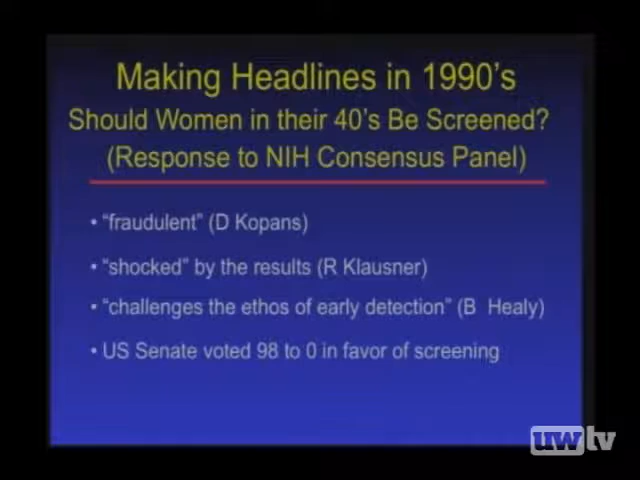 Making Headlines in 1990's
Should Women in their 40's Be Screened?
(Response to NIH Consensus Panel)
• "fraudulent" (D Kopans)
• "shocked" by the results (R Klausner)
• "challenges the ethos of early detection" (B Healy)
• US Senate voted 98 to 0 in favor of screening
uwtv